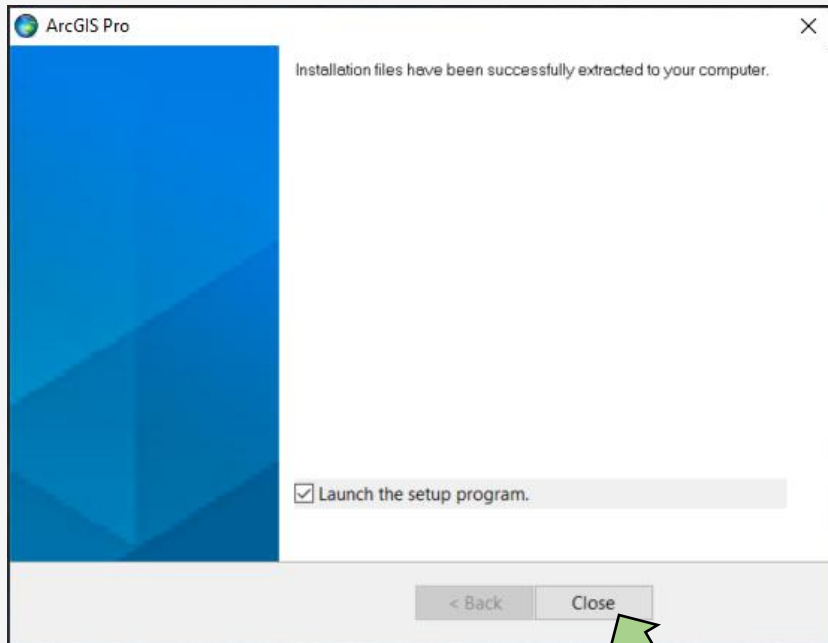 ArcGIS Pro
Installation files have been successfully extracted to your computer.
Launch the setup program.
< Back
Close